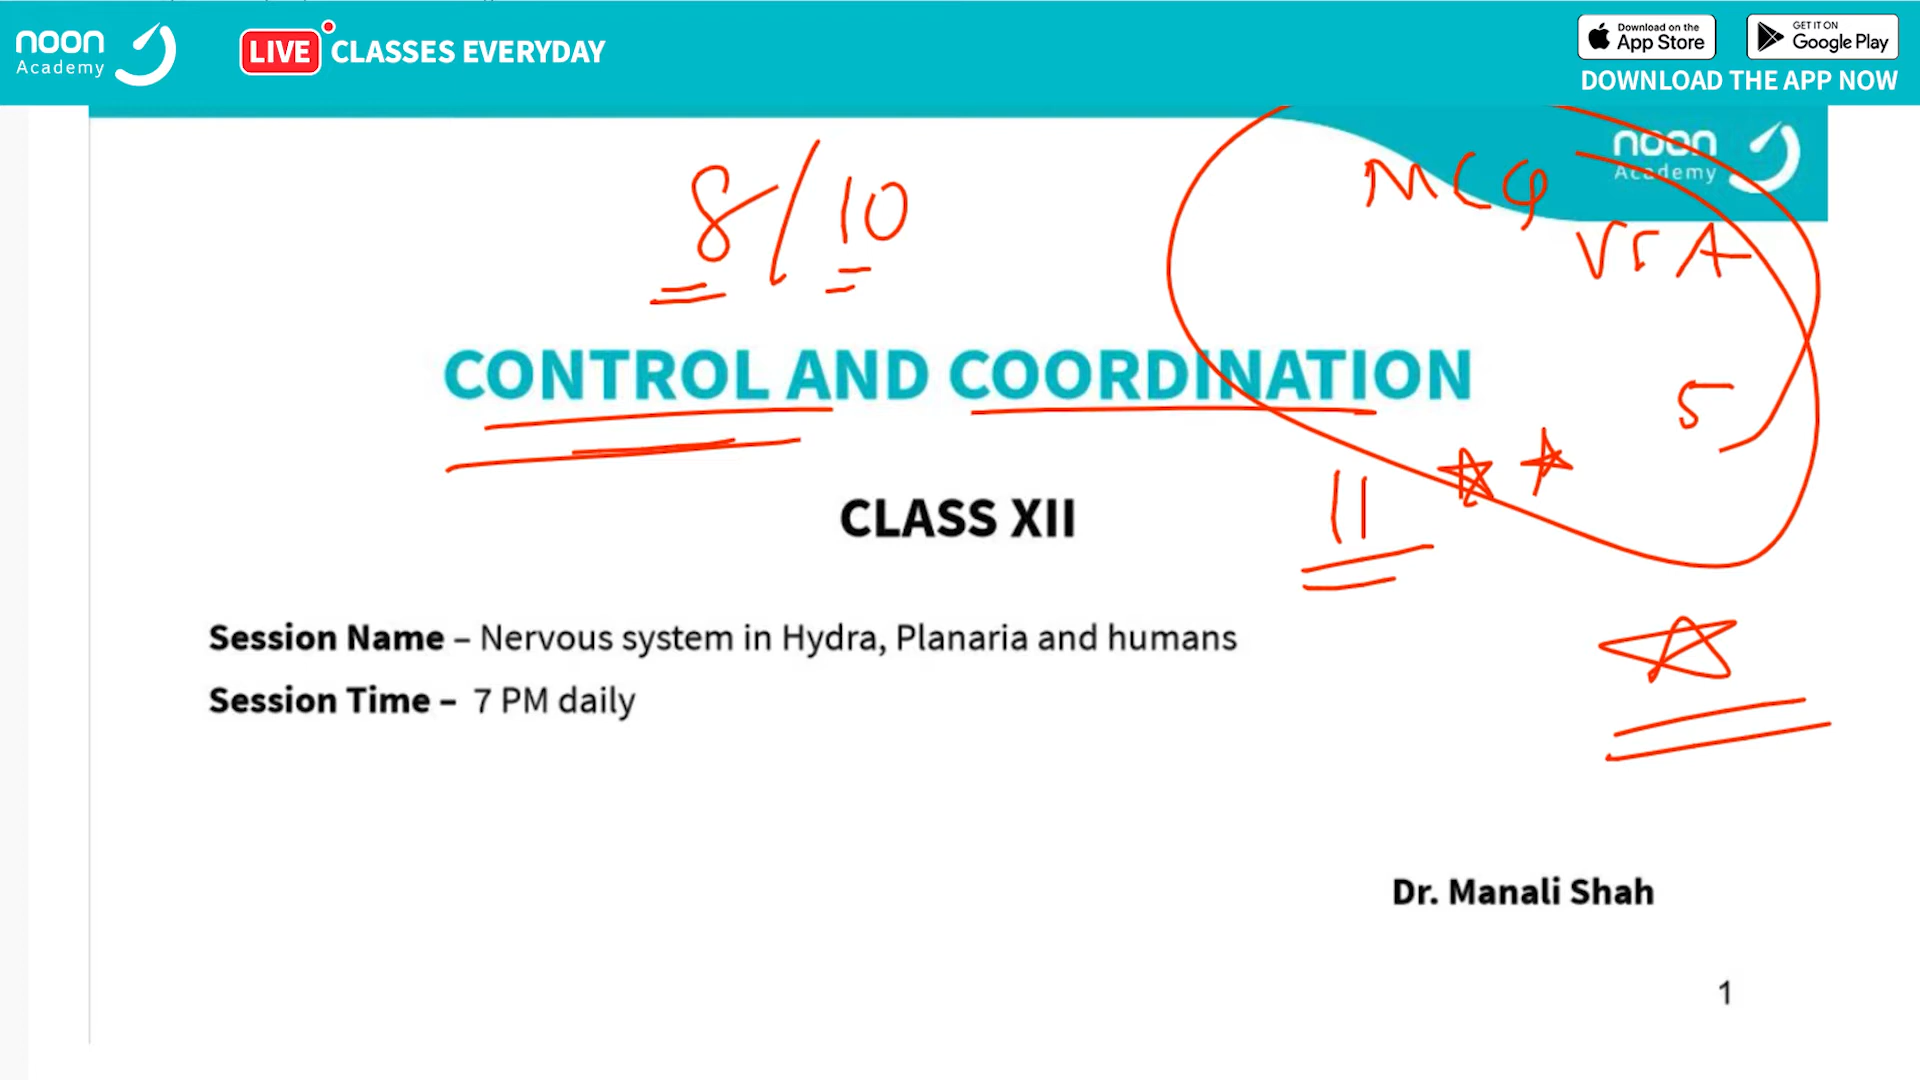 noon
Academy
LIVE CLASSES EVERYDAY
Download on the
App Store
GET IT ON
Google Play
DOWNLOAD THE APP NOW
noon
Academy
8/10
MCQ
VSA
CONTROL AND COORDINATION
5
11
CLASS XII
Session Name – Nervous system in Hydra, Planaria and humans
Session Time – 7 PM daily
Dr. Manali Shah
1